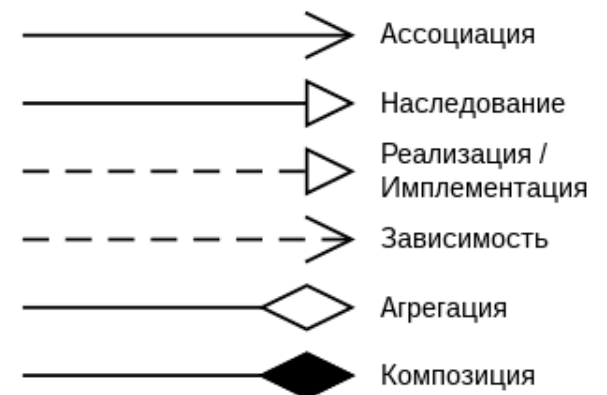 Ассоциация
Наследование
Реализация /
Имплементация
Зависимость
Агрегация
Композиция